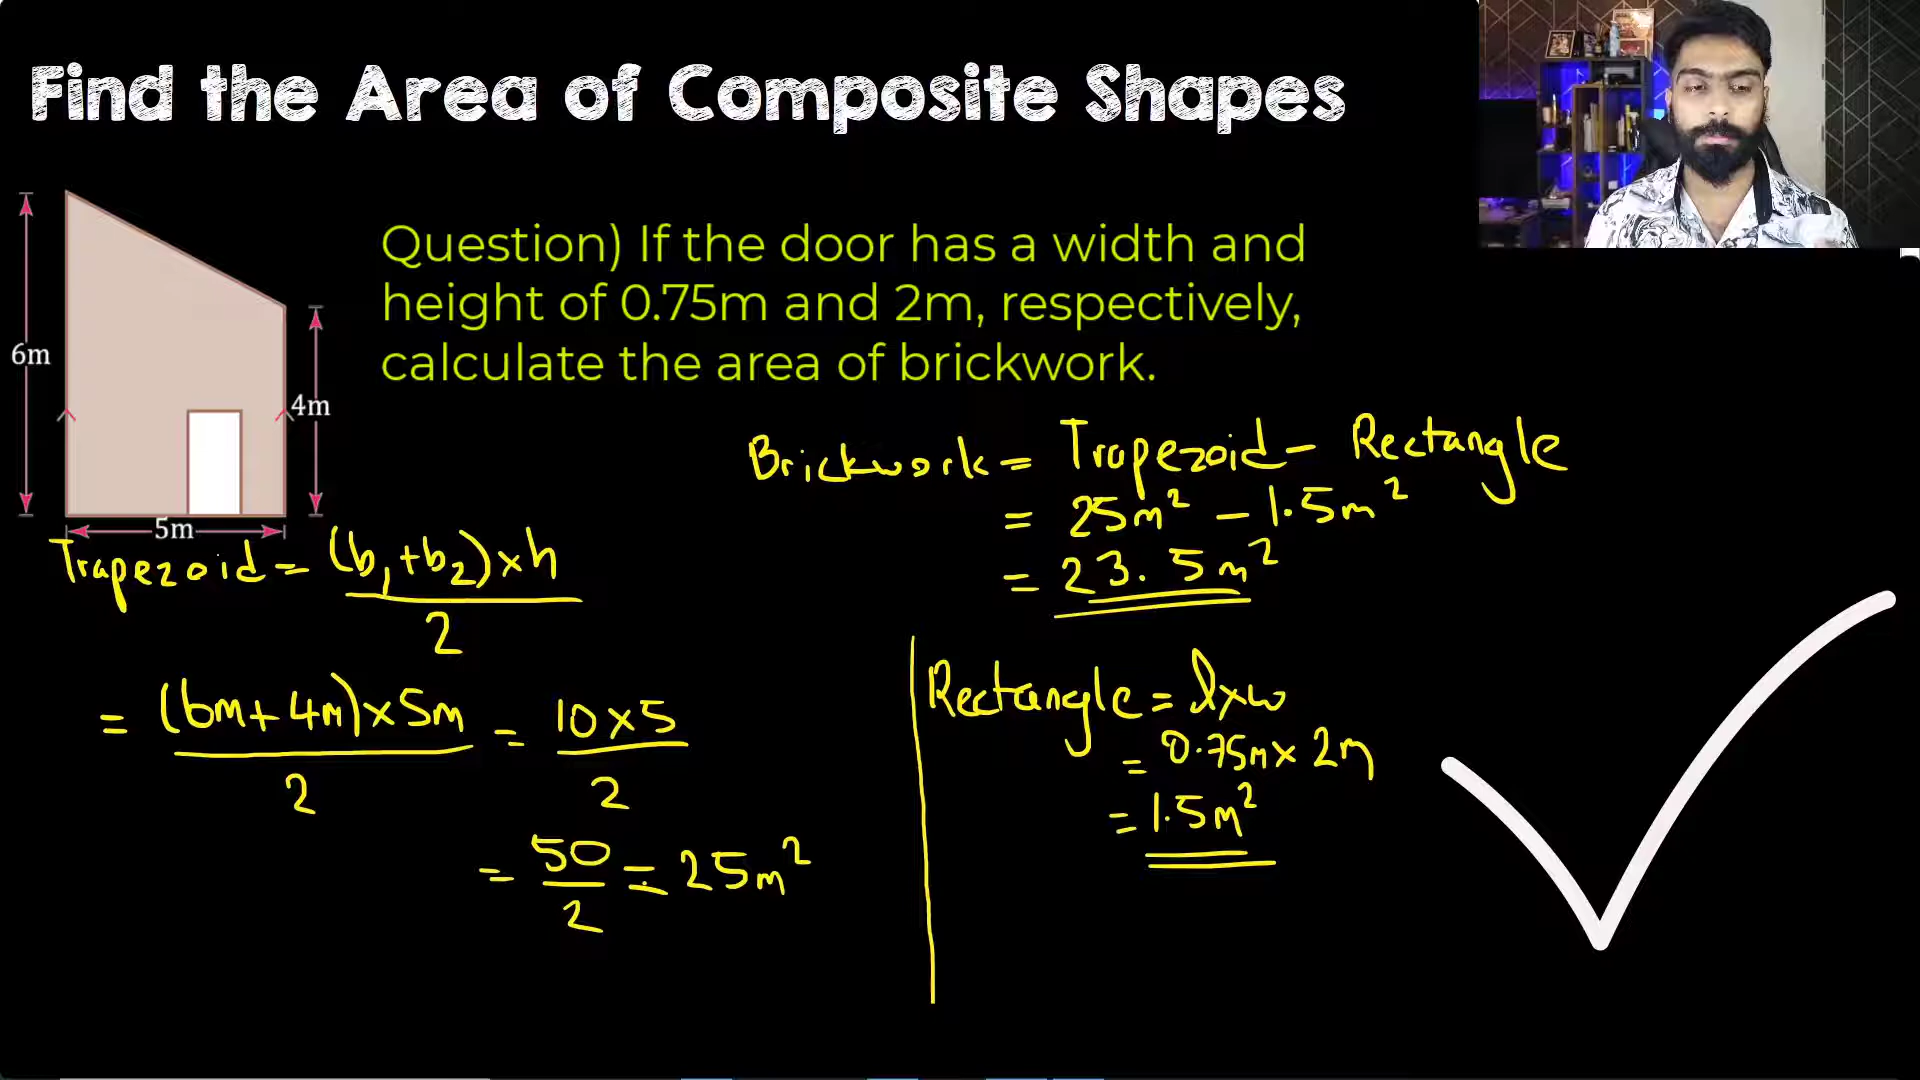 Find the Area of Composite Shapes
Question) If the door has a width and
height of 0.75m and 2m, respectively,
calculate the area of brickwork.
6m
4m
5m
Brickwork = Trapezoid - Rectangle
= 25m² - 1.5m²
= 23.5m²
Trapezoid = (b₁+b₂)×h
2
= (6m+4m)×5m = 10×5
2 2
= 50 = 25m²
2
Rectangle = l×w
= 0.75m × 2m
= 1.5m²